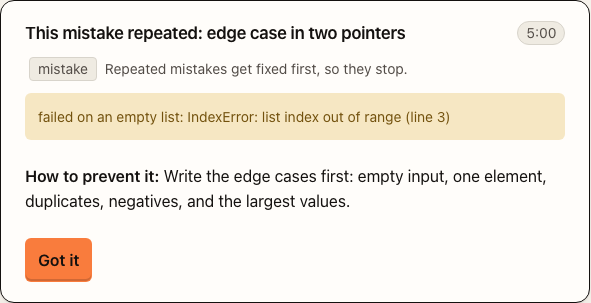 This mistake repeated: edge case in two pointers
5:00
mistake Repeated mistakes get fixed first, so they stop.
failed on an empty list: IndexError: list index out of range (line 3)
How to prevent it: Write the edge cases first: empty input, one element,
duplicates, negatives, and the largest values.
Got it